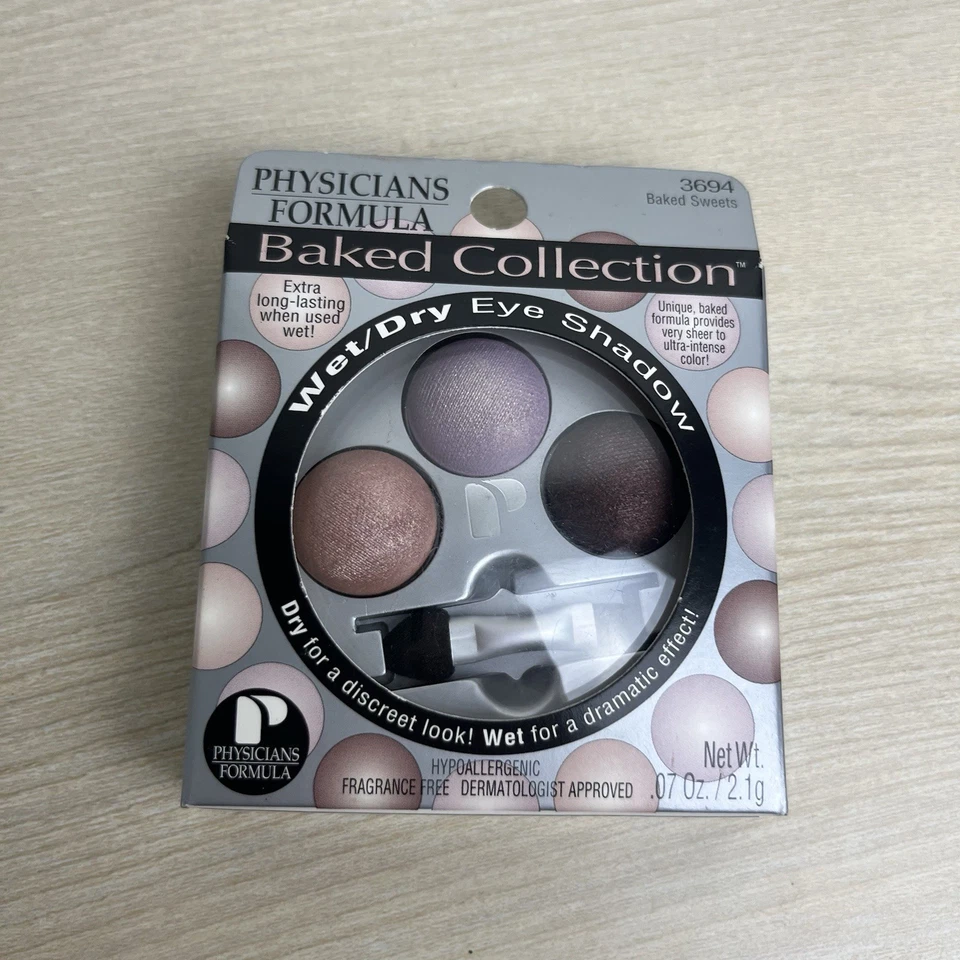 PHYSICIANS
FORMULA
3694
Baked Sweets
Baked Collection™
Extra
long-lasting
when used
wet!
Unique, baked
formula provides
very sheer to
ultra-intense
color!
Wet/Dry Eye Shadow
Dry for a discreet look! Wet for a dramatic effect!
PHYSICIANS
FORMULA
HYPOALLERGENIC
FRAGRANCE FREE DERMATOLOGIST APPROVED
Net Wt.
.07 Oz. / 2.1g